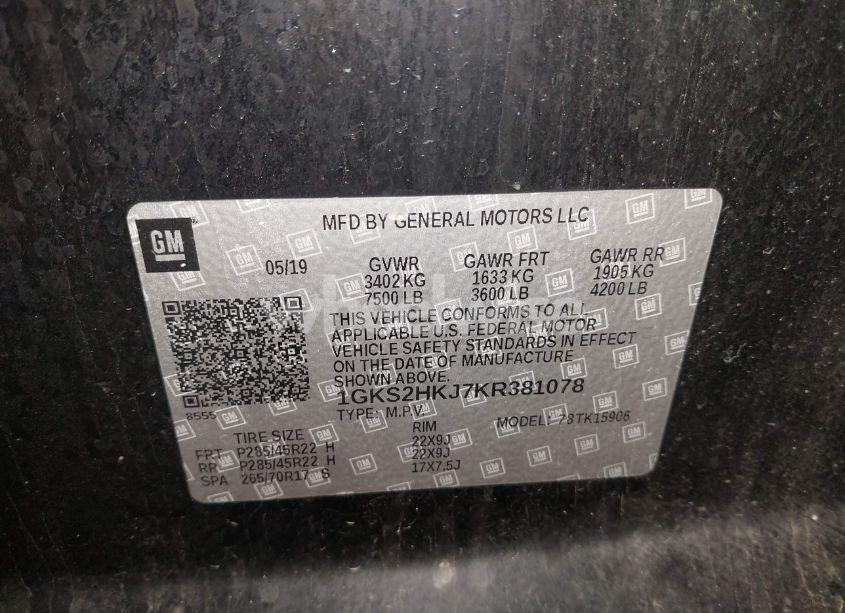 GM
MFD BY GENERAL MOTORS LLC
05/19 GVWR GAWR FRT GAWR RR
3402 KG 1633 KG 1905 KG
7500 LB 3600 LB 4200 LB
THIS VEHICLE CONFORMS TO ALL
APPLICABLE U.S. FEDERAL MOTOR
VEHICLE SAFETY STANDARDS IN EFFECT
ON THE DATE OF MANUFACTURE
SHOWN ABOVE.
1GKS2HKJ7KR381078
8555
TYPE: M.P.V. MODEL: 78TK15906
TIRE SIZE RIM
FRT P285/45R22 H 22X9J
RR P285/45R22 H 22X9J
SPA 265/70R17 S 17X7.5J